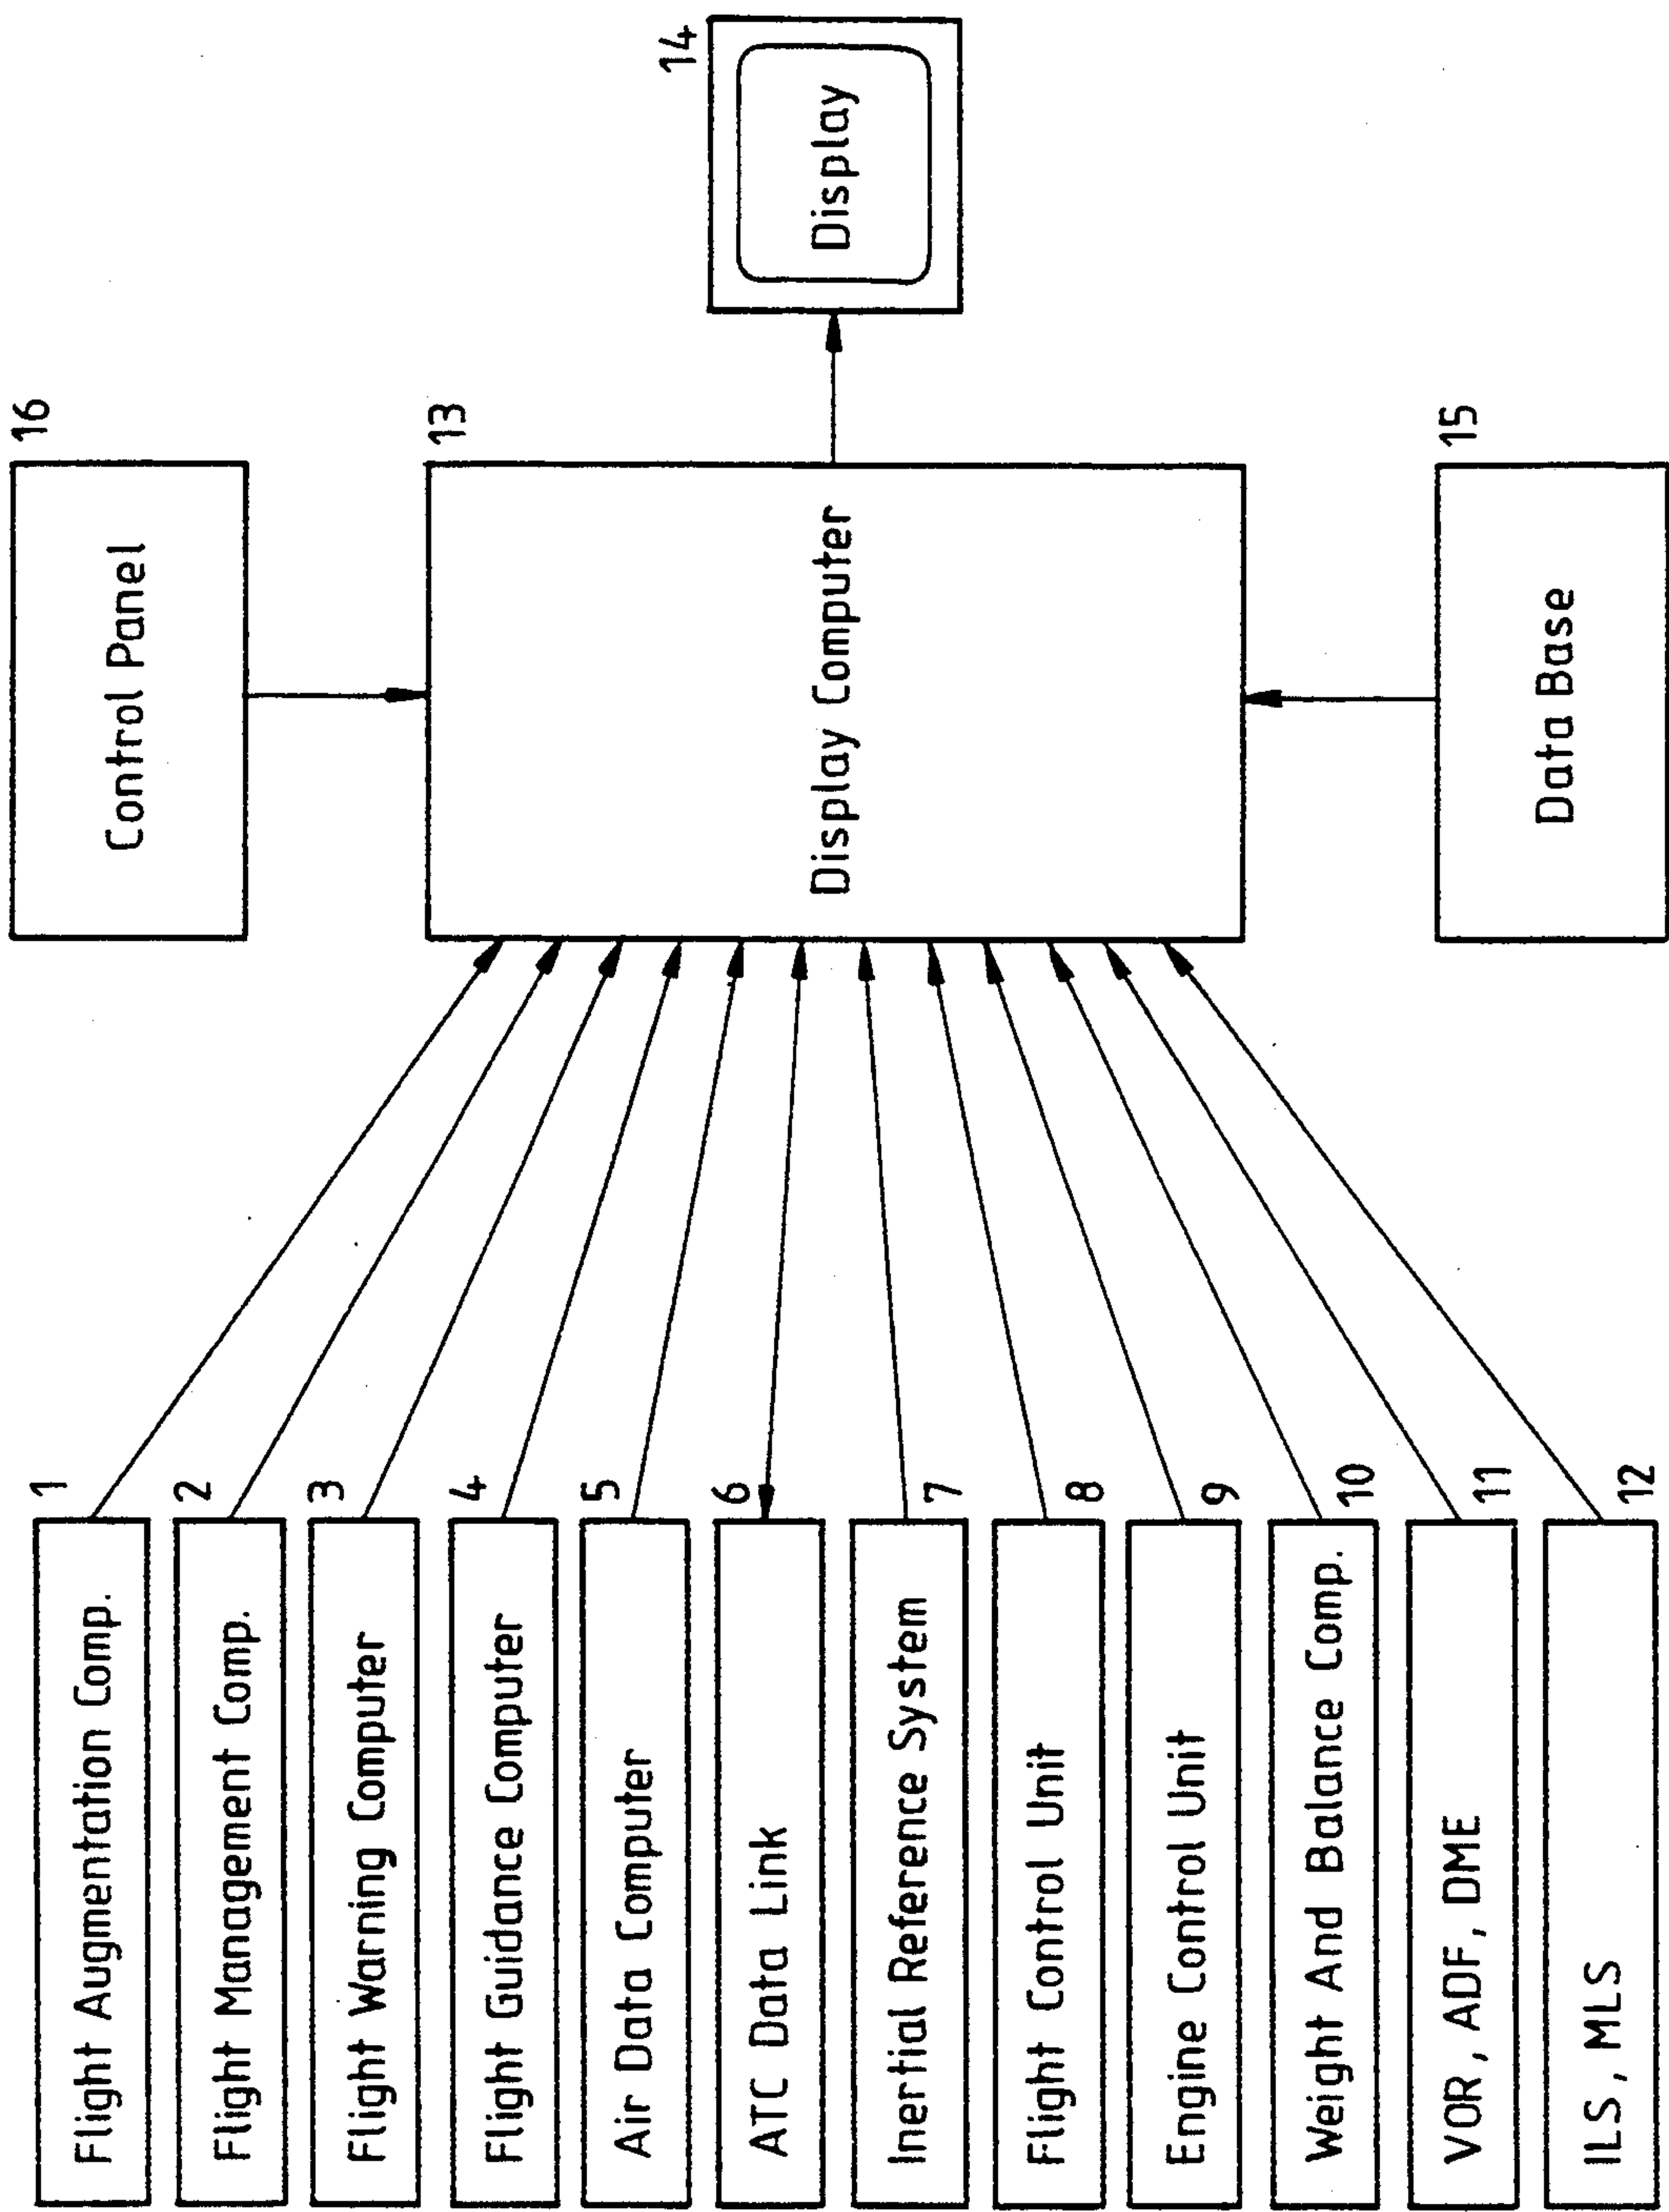 Flight Augmentation Comp.
1
Flight Management Comp.
2
Flight Warning Computer
3
Flight Guidance Computer
4
Air Data Computer
5
ATC Data Link
6
Inertial Reference System
7
Flight Control Unit
8
Engine Control Unit
9
Weight And Balance Comp.
10
VOR, ADF, DME
11
ILS, MLS
12
Control Panel
16
Display Computer
13
Data Base
15
Display
14